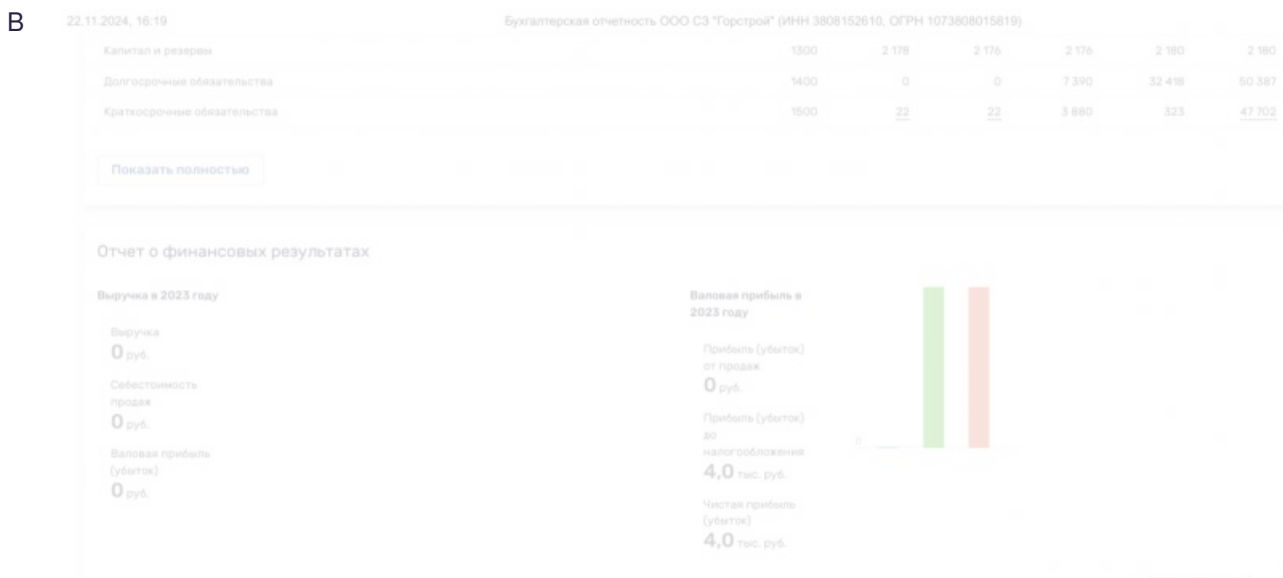 В
22.11.2024, 16:19 Бухгалтерская отчетность ООО СЗ "Горстрой" (ИНН 3808152610, ОГРН 1073808015819)
Капитал и резервы 1300 2 178 2 176 2 176 2 180 2 180
Долгосрочные обязательства 1400 0 0 7 390 32 418 50 387
Краткосрочные обязательства 1500 22 22 3 880 323 47 702
Показать полностью
Отчет о финансовых результатах
Выручка в 2023 году
Выручка
0 руб.
Себестоимость
продаж
0 руб.
Валовая прибыль
(убыток)
0 руб.
Валовая прибыль в
2023 году
Прибыль (убыток)
от продаж
0 руб.
Прибыль (убыток)
до
налогообложения
4,0 тыс. руб.
Чистая прибыль
(убыток)
4,0 тыс. руб.
0